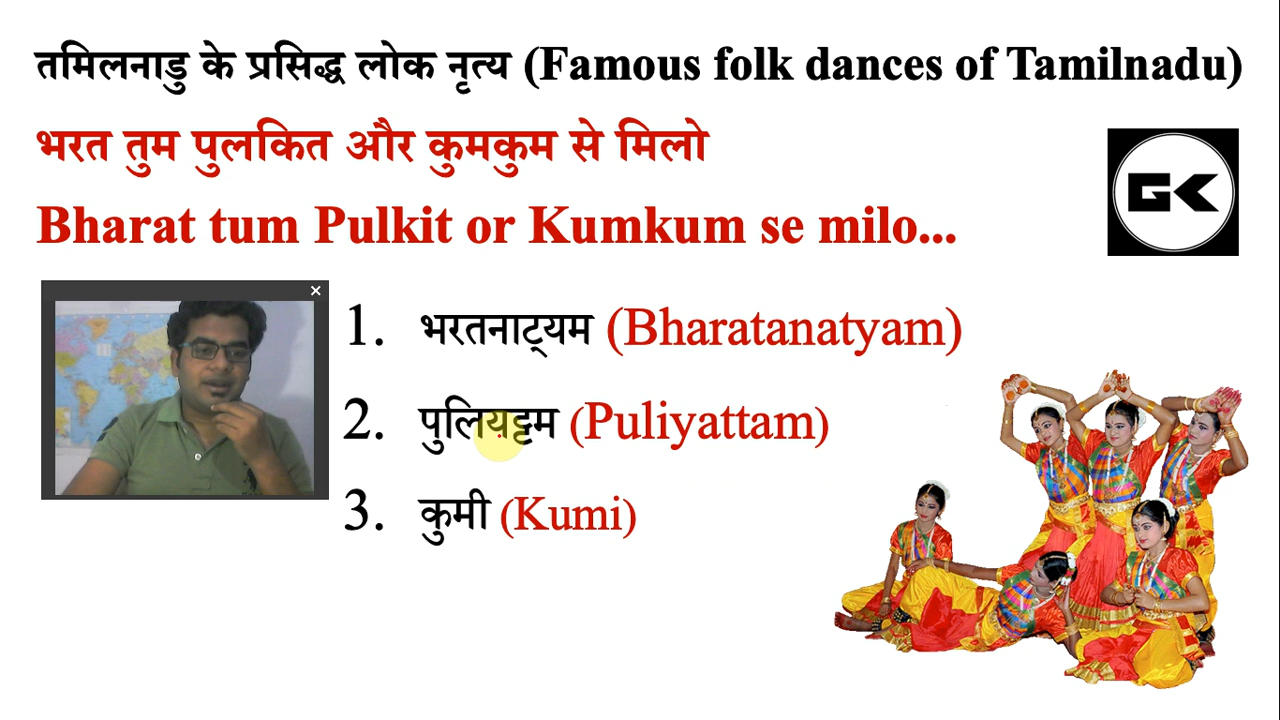 तमिलनाडु के प्रसिद्ध लोक नृत्य (Famous folk dances of Tamilnadu)
भरत तुम पुलकित और कुमकुम से मिलो
Bharat tum Pulkit or Kumkum se milo...
GK
1. भरतनाट्यम (Bharatanatyam)
2. पुलियट्टम (Puliyattam)
3. कुमी (Kumi)